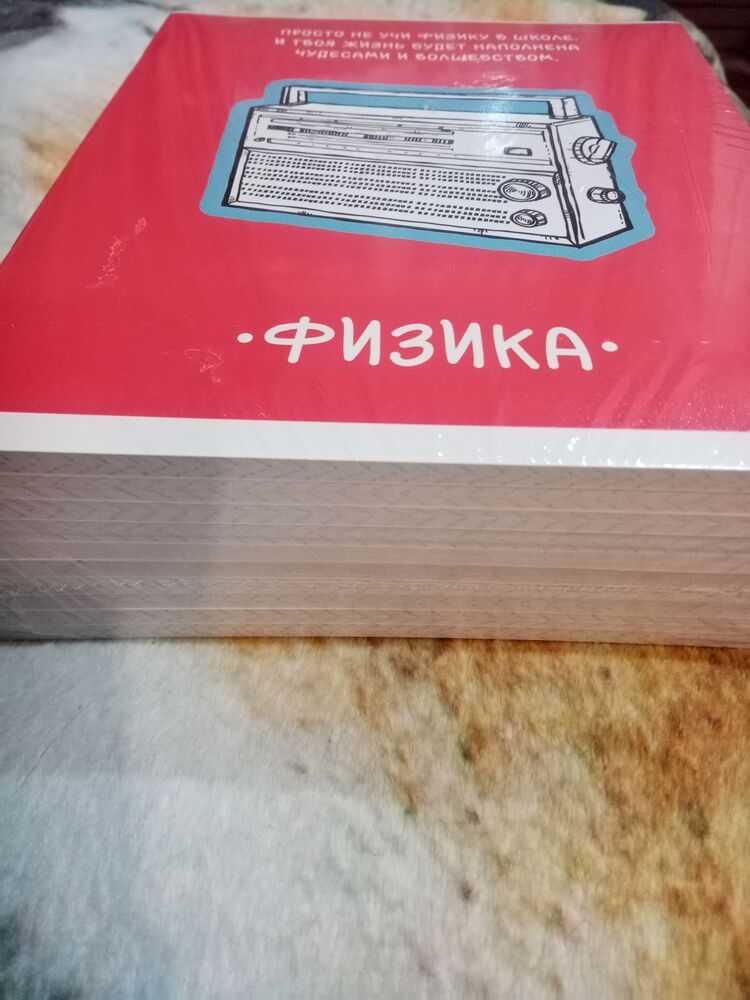 ПРОСТО НЕ УЧИ ФИЗИКУ В ШКОЛЕ.
И ТВОЯ ЖИЗНЬ БУДЕТ НАПОЛНЕНА
ЧУДЕСАМИ И ВОЛШЕБСТВОМ.
•ФИЗИКА•